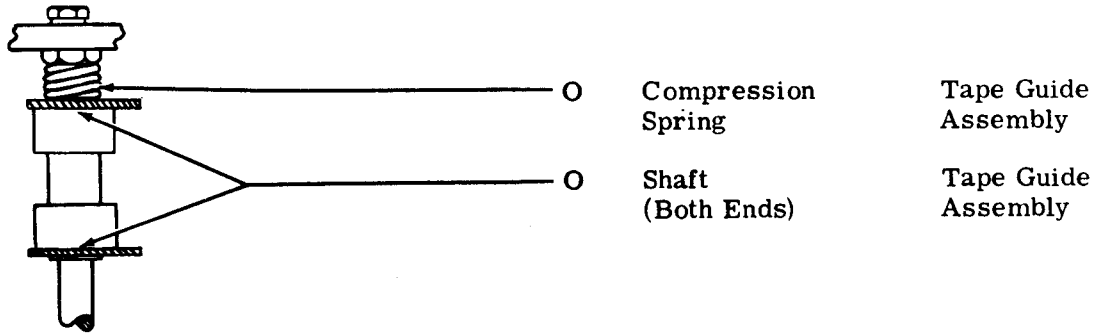 O Compression Tape Guide
Spring Assembly
O Shaft Tape Guide
(Both Ends) Assembly